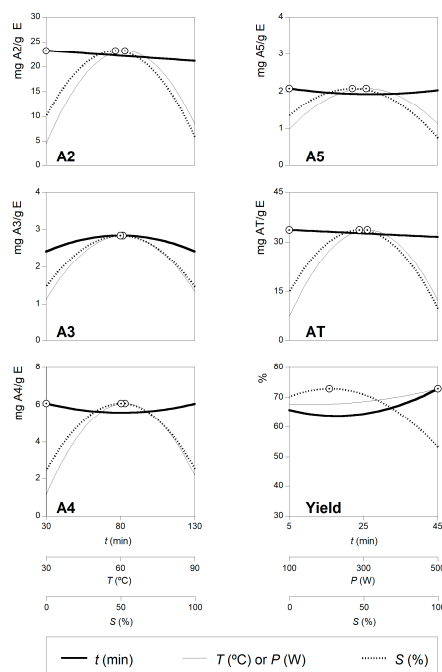 mg A2/g E
30
25
20
15
10
5
0
A2
mg A5/g E
4
3
2
1
0
A5
mg A3/g E
4
3
2
1
0
A3
mg AT/g E
45
30
15
0
AT
mg A4/g E
8
6
4
2
0
A4
%
80
70
60
50
40
30
Yield
30 80 130
t (min)
5 25 45
t (min)
30 60 90
T (ºC)
100 300 500
P (W)
0 50 100
S (%)
0 50 100
S (%)
t (min) T (ºC) or P (W) S (%)